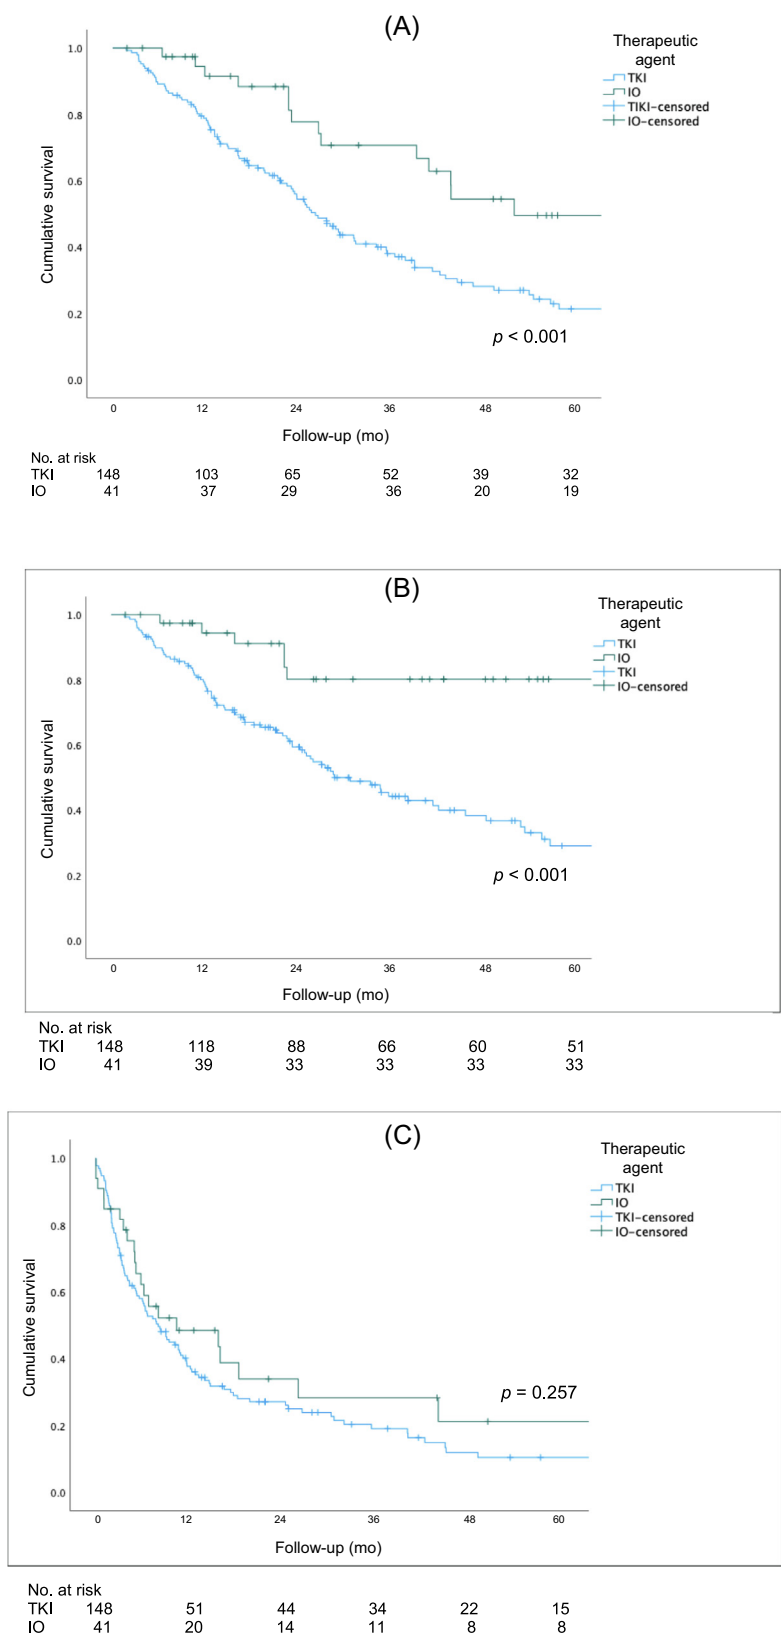 (A)
Therapeutic
agent
TKI
IO
TIKI-censored
IO-censored
1.0
0.8
0.6
0.4
0.2
0.0
Cumulative survival
p < 0.001
0 12 24 36 48 60
Follow-up (mo)
No. at risk
TKI 148 103 65 52 39 32
IO 41 37 29 36 20 19
(B)
Therapeutic
agent
TKI
IO
TKI
IO-censored
1.0
0.8
0.6
0.4
0.2
0.0
Cumulative survival
p < 0.001
0 12 24 36 48 60
Follow-up (mo)
No. at risk
TKI 148 118 88 66 60 51
IO 41 39 33 33 33 33
(C)
Therapeutic
agent
TKI
IO
TKI-censored
IO-censored
1.0
0.8
0.6
0.4
0.2
0.0
Cumulative survival
p = 0.257
0 12 24 36 48 60
Follow-up (mo)
No. at risk
TKI 148 51 44 34 22 15
IO 41 20 14 11 8 8